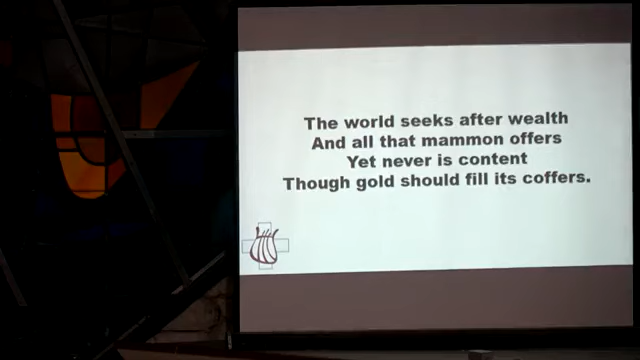 The world seeks after wealth
And all that mammon offers
Yet never is content
Though gold should fill its coffers.